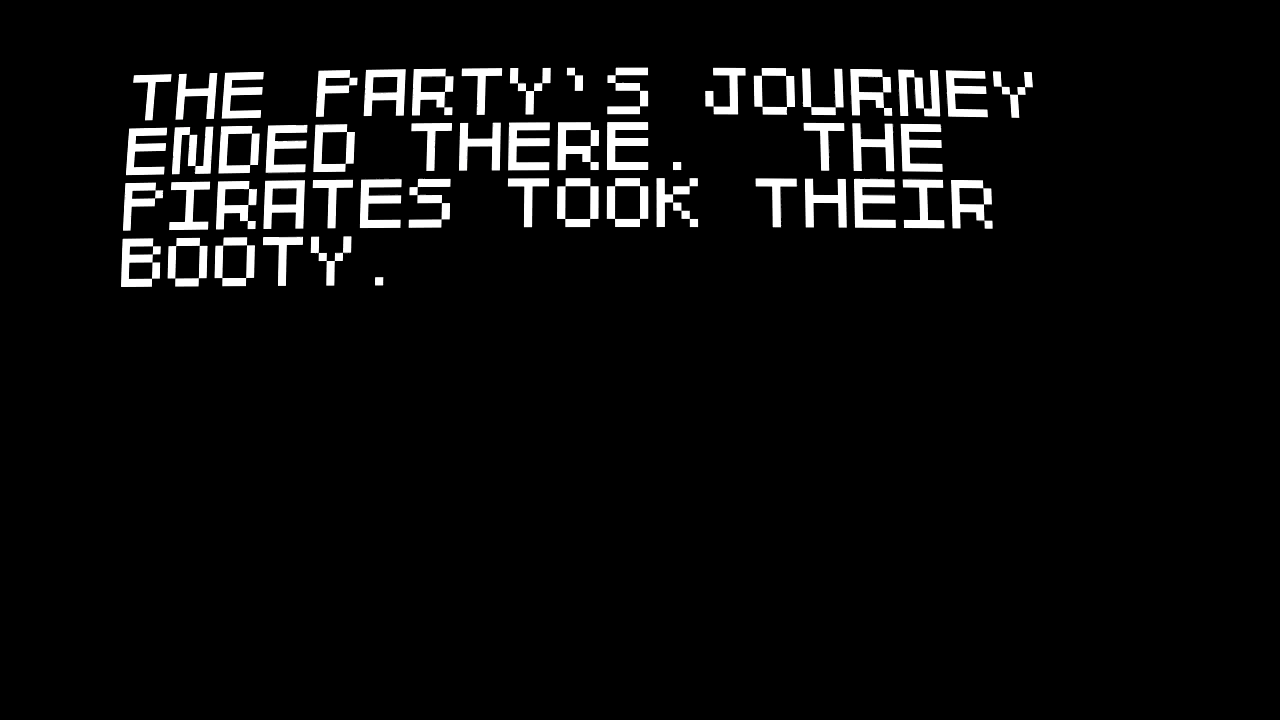 THE PARTY'S JOURNEY
ENDED THERE.  THE
PIRATES TOOK THEIR
BOOTY.